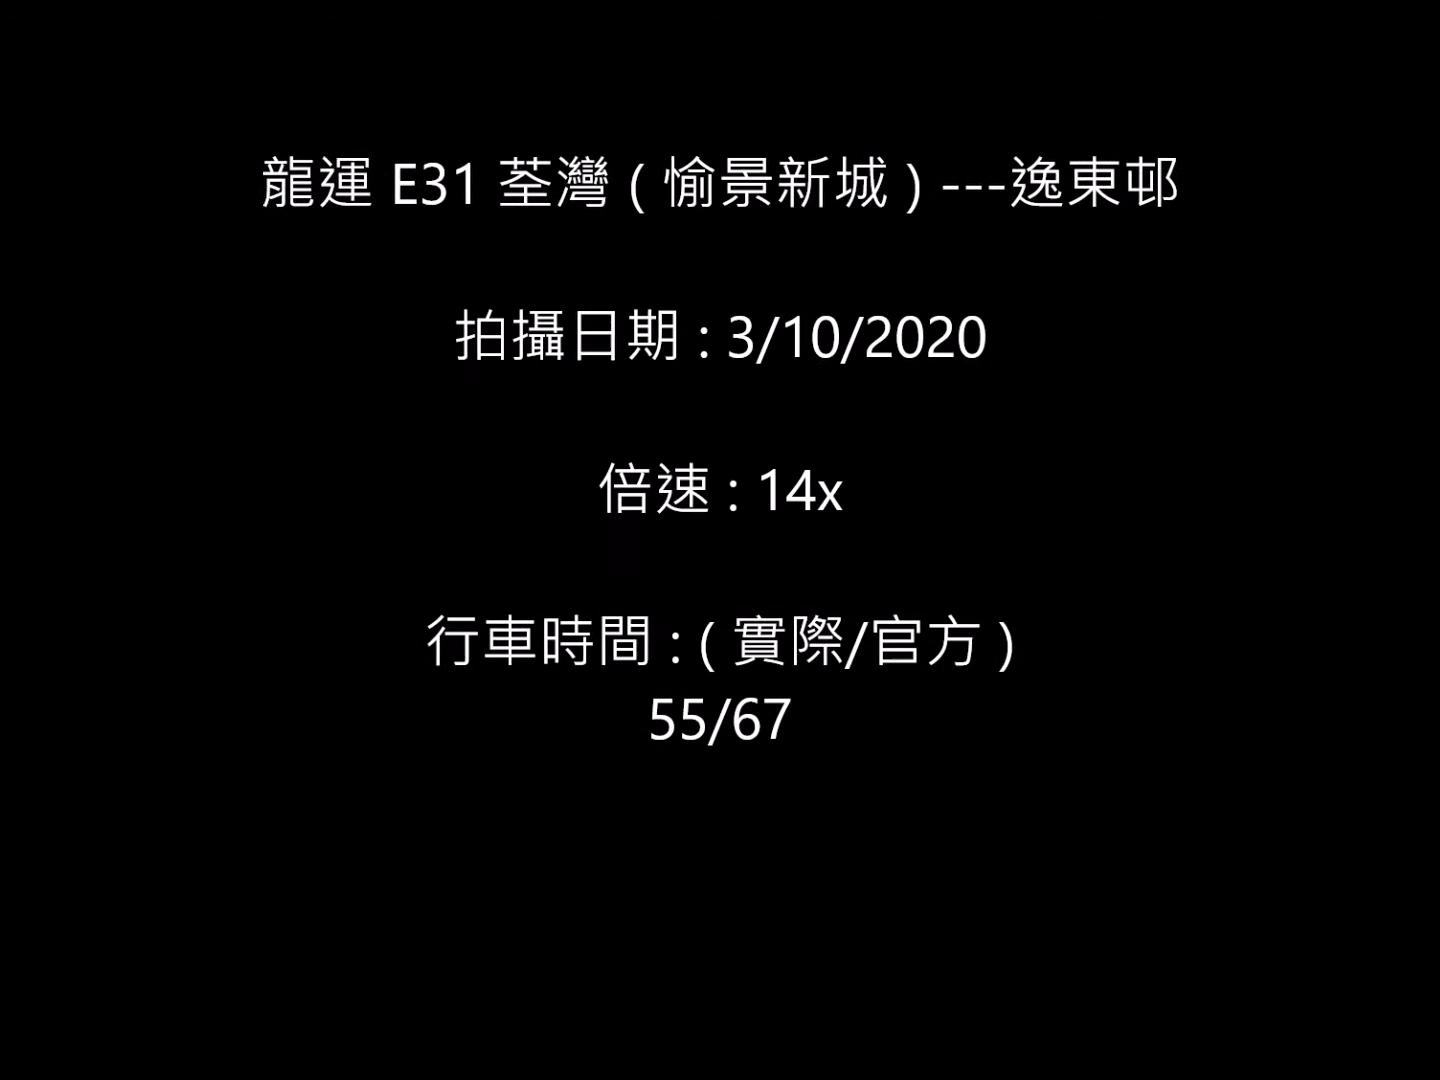 龍運 E31 荃灣 ( 愉景新城 ) ---逸東邨
拍攝日期 : 3/10/2020
倍速 : 14x
行車時間 : ( 實際/官方 )
55/67